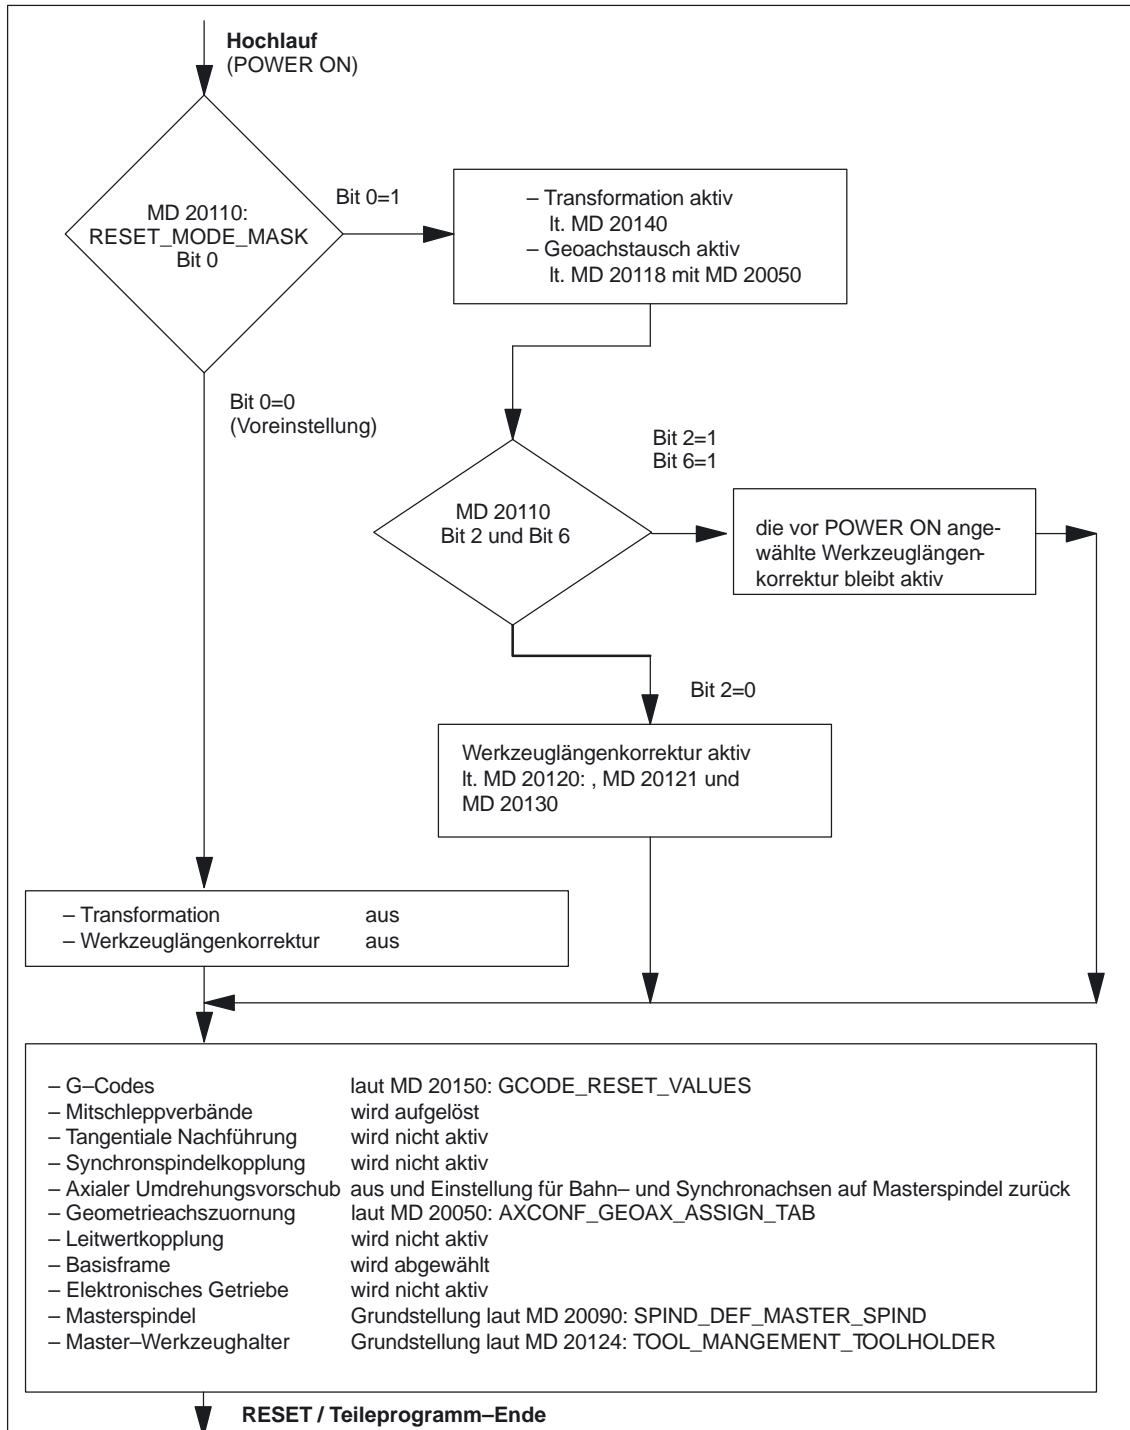 Hochlauf
(POWER ON)
MD 20110:
RESET_MODE_MASK
Bit 0
Bit 0=1
– Transformation aktiv
lt. MD 20140
– Geoachstausch aktiv
lt. MD 20118 mit MD 20050
Bit 0=0
(Voreinstellung)
Bit 2=1
Bit 6=1
MD 20110
Bit 2 und Bit 6
die vor POWER ON ange-
wählte Werkzeuglängen-
korrektur bleibt aktiv
Bit 2=0
Werkzeuglängenkorrektur aktiv
lt. MD 20120: , MD 20121 und
MD 20130
– Transformation aus
– Werkzeuglängenkorrektur aus
– G–Codes laut MD 20150: GCODE_RESET_VALUES
– Mitschleppverbände wird aufgelöst
– Tangentiale Nachführung wird nicht aktiv
– Synchronspindelkopplung wird nicht aktiv
– Axialer Umdrehungsvorschub aus und Einstellung für Bahn– und Synchronachsen auf Masterspindel zurück
– Geometrieachszuornung laut MD 20050: AXCONF_GEOAX_ASSIGN_TAB
– Leitwertkopplung wird nicht aktiv
– Basisframe wird abgewählt
– Elektronisches Getriebe wird nicht aktiv
– Masterspindel Grundstellung laut MD 20090: SPIND_DEF_MASTER_SPIND
– Master–Werkzeughalter Grundstellung laut MD 20124: TOOL_MANGEMENT_TOOLHOLDER
RESET / Teileprogramm–Ende